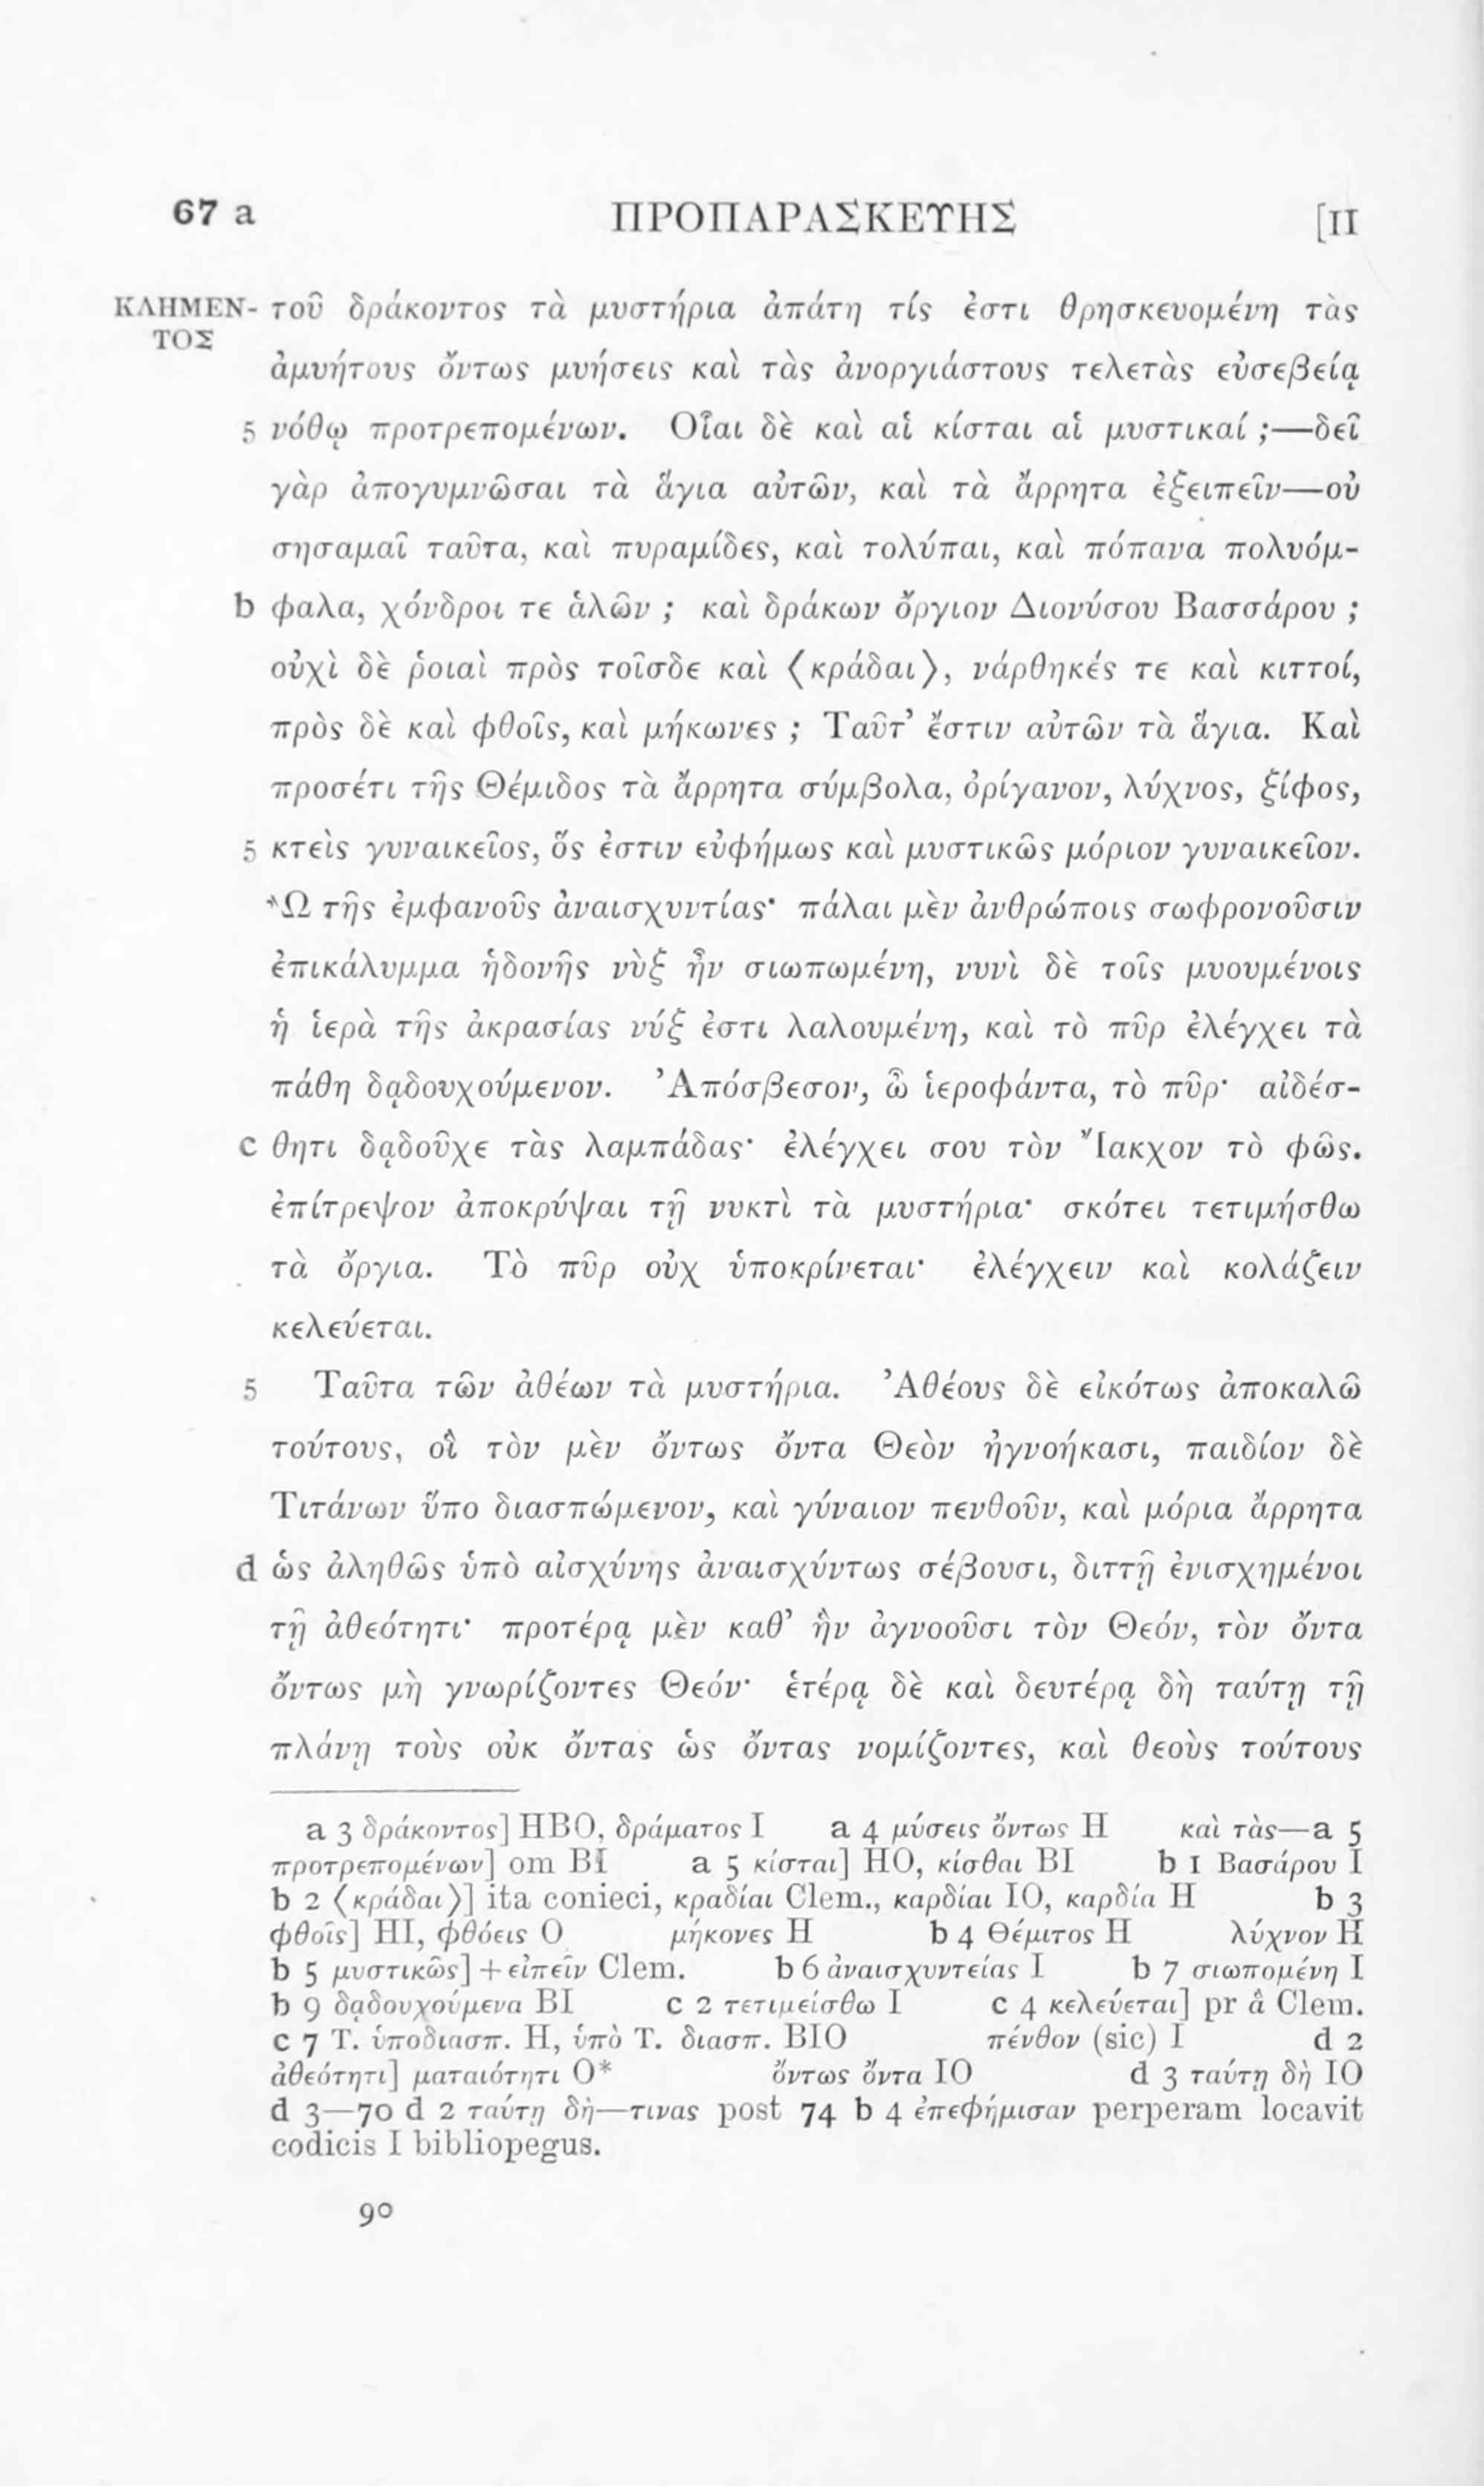 67 a ΠΡΟΠΑΡΑΣΚΕΥΗΣ [II
ΚΛΗΜΕΝ- τοῦ δράκοντος τὰ μυστήρια ἀπάτη τίς ἐστι θρησκευομένη τὰς
ΤΟΣ
ἀμυήτους ὄντως μυήσεις καὶ τὰς ἀνοργιάστους τελετὰς εὐσεβείᾳ
5 νόθῳ προτρεπομένων. Οἷαι δὲ καὶ αἱ κίσται αἱ μυστικαί ;—δεῖ
γὰρ ἀπογυμνῶσαι τὰ ἅγια αὐτῶν, καὶ τὰ ἄρρητα ἐξειπεῖν—οὐ
σησαμαῖ ταῦτα, καὶ πυραμίδες, καὶ τολύπαι, καὶ πόπανα πολυόμ-
b φαλα, χόνδροι τε ἁλῶν ; καὶ δράκων ὄργιον Διονύσου Βασσάρου ;
οὐχὶ δὲ ῥοιαὶ πρὸς τοῖσδε καὶ ⟨κράδαι⟩, νάρθηκές τε καὶ κιττοί,
πρὸς δὲ καὶ φθοῖς, καὶ μήκωνες ; Ταῦτ’ ἔστιν αὐτῶν τὰ ἅγια. Καὶ
προσέτι τῆς Θέμιδος τὰ ἄρρητα σύμβολα, ὀρίγανον, λύχνος, ξίφος,
5 κτεὶς γυναικεῖος, ὅς ἐστιν εὐφήμως καὶ μυστικῶς μόριον γυναικεῖον.
Ὢ τῆς ἐμφανοῦς ἀναισχυντίας· πάλαι μὲν ἀνθρώποις σωφρονοῦσιν
ἐπικάλυμμα ἡδονῆς νὺξ ἦν σιωπωμένη, νυνὶ δὲ τοῖς μυουμένοις
ἡ ἱερὰ τῆς ἀκρασίας νύξ ἐστι λαλουμένη, καὶ τὸ πῦρ ἐλέγχει τὰ
πάθη δᾳδουχούμενον. Ἀπόσβεσον, ὦ ἱεροφάντα, τὸ πῦρ· αἰδέσ-
c θητι δᾳδοῦχε τὰς λαμπάδας· ἐλέγχει σου τὸν Ἴακχον τὸ φῶς.
ἐπίτρεψον ἀποκρύψαι τῇ νυκτὶ τὰ μυστήρια· σκότει τετιμήσθω
τὰ ὄργια. Τὸ πῦρ οὐχ ὑποκρίνεται· ἐλέγχειν καὶ κολάζειν
κελεύεται.
5 Ταῦτα τῶν ἀθέων τὰ μυστήρια. Ἀθέους δὲ εἰκότως ἀποκαλῶ
τούτους, οἳ τὸν μὲν ὄντως ὄντα Θεὸν ἠγνοήκασι, παιδίον δὲ
Τιτάνων ὕπο διασπώμενον, καὶ γύναιον πενθοῦν, καὶ μόρια ἄρρητα
d ὡς ἀληθῶς ὑπὸ αἰσχύνης ἀναισχύντως σέβουσι, διττῇ ἐνισχημένοι
τῇ ἀθεότητι· προτέρᾳ μὲν καθ’ ἣν ἀγνοοῦσι τὸν Θεόν, τὸν ὄντα
ὄντως μὴ γνωρίζοντες Θεόν· ἑτέρᾳ δὲ καὶ δευτέρᾳ δὴ ταύτῃ τῇ
πλάνῃ τοὺς οὐκ ὄντας ὡς ὄντας νομίζοντες, καὶ θεοὺς τούτους
a 3 δράκοντος] HBO, δράματος I a 4 μύσεις ὄντως H καὶ τὰς—a 5
προτρεπομένων] om BI a 5 κίσται] HO, κίσθαι BI b 1 Βασάρου I
b 2 ⟨κράδαι⟩] ita conieci, κραδίαι Clem., καρδίαι IO, καρδία H b 3
φθοῖς] HI, φθόεις O μήκονες H b 4 Θέμιτος H λύχνον H
b 5 μυστικῶς] + εἰπεῖν Clem. b 6 ἀναισχυντείας I b 7 σιωπομένη I
b 9 δᾳδουχούμενα BI c 2 τετιμείσθω I c 4 κελεύεται] pr ἃ Clem.
c 7 T. ὑποδιασπ. H, ὑπὸ T. διασπ. BIO πένθον (sic) I d 2
ἀθεότητι] ματαιότητι O* ὄντως ὄντα IO d 3 ταύτῃ δὴ IO
d 3—70 d 2 ταύτῃ δὴ—τινας post 74 b 4 ἐπεφήμισαν perperam locavit
codicis I bibliopegus.
90